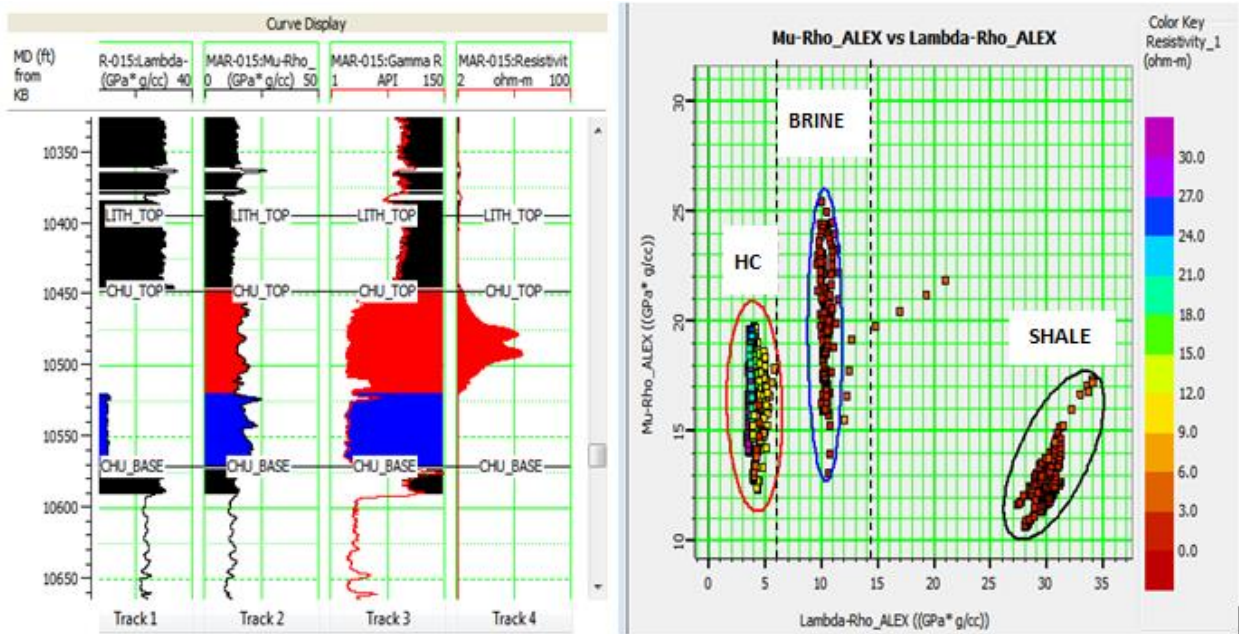 Curve Display
MD (ft)
from
KB
R-015:Lambda-
(GPa* g/cc) 40
MAR-015:Mu-Rho_
0 (GPa* g/cc) 50
MAR-015:Gamma R
1 API 150
MAR-015:Resistivit
2 ohm-m 100
10350
10400
10450
10500
10550
10600
10650
LITH_TOP LITH_TOP LITH_TOP LITH_TOP
CHU_TOP CHU_TOP CHU_TOP CHU_TOP
CHU_BASE CHU_BASE CHU_BASE CHU_BASE
Track 1 Track 2 Track 3 Track 4
Mu-Rho_ALEX vs Lambda-Rho_ALEX
BRINE
HC
SHALE
Mu-Rho_ALEX ((GPa* g/cc))
30
25
20
15
10
0 5 10 15 20 25 30 35
Lambda-Rho_ALEX ((GPa* g/cc))
Color Key
Resistivity_1
(ohm-m)
30.0
27.0
24.0
21.0
18.0
15.0
12.0
9.0
6.0
3.0
0.0